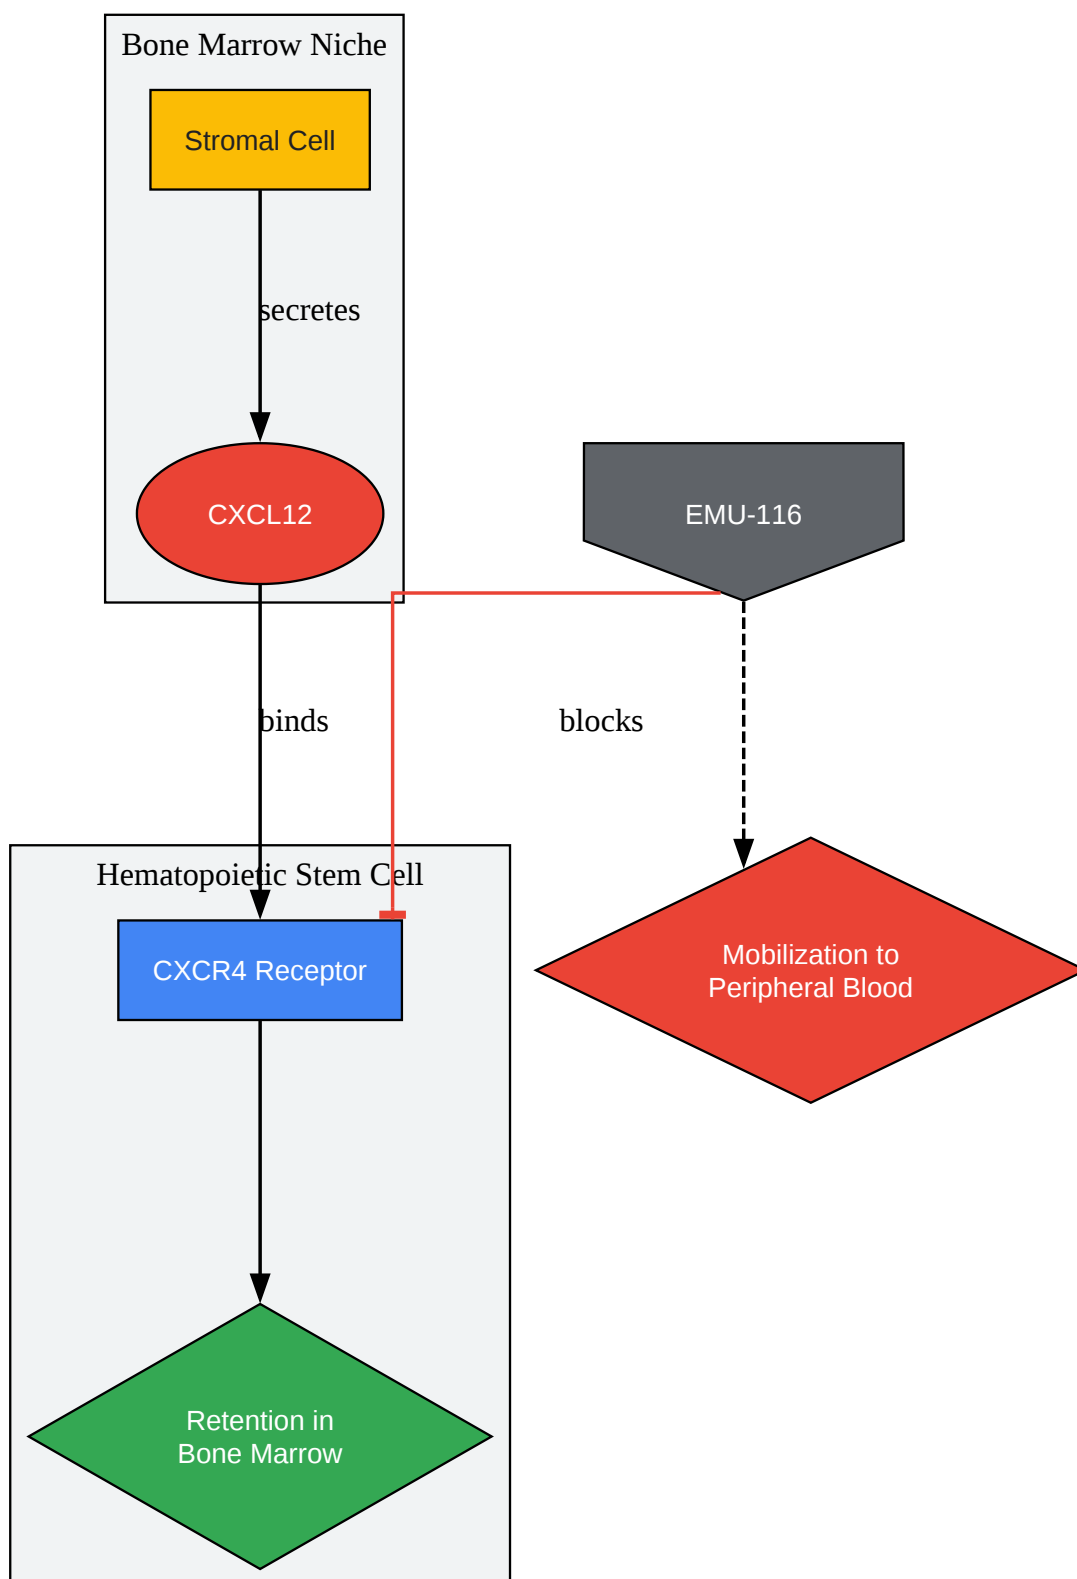 Bone Marrow Niche
Stromal Cell
secretes
CXCL12
EMU-116
binds
blocks
Hematopoietic Stem Cell
CXCR4 Receptor
Mobilization to
Peripheral Blood
Retention in
Bone Marrow